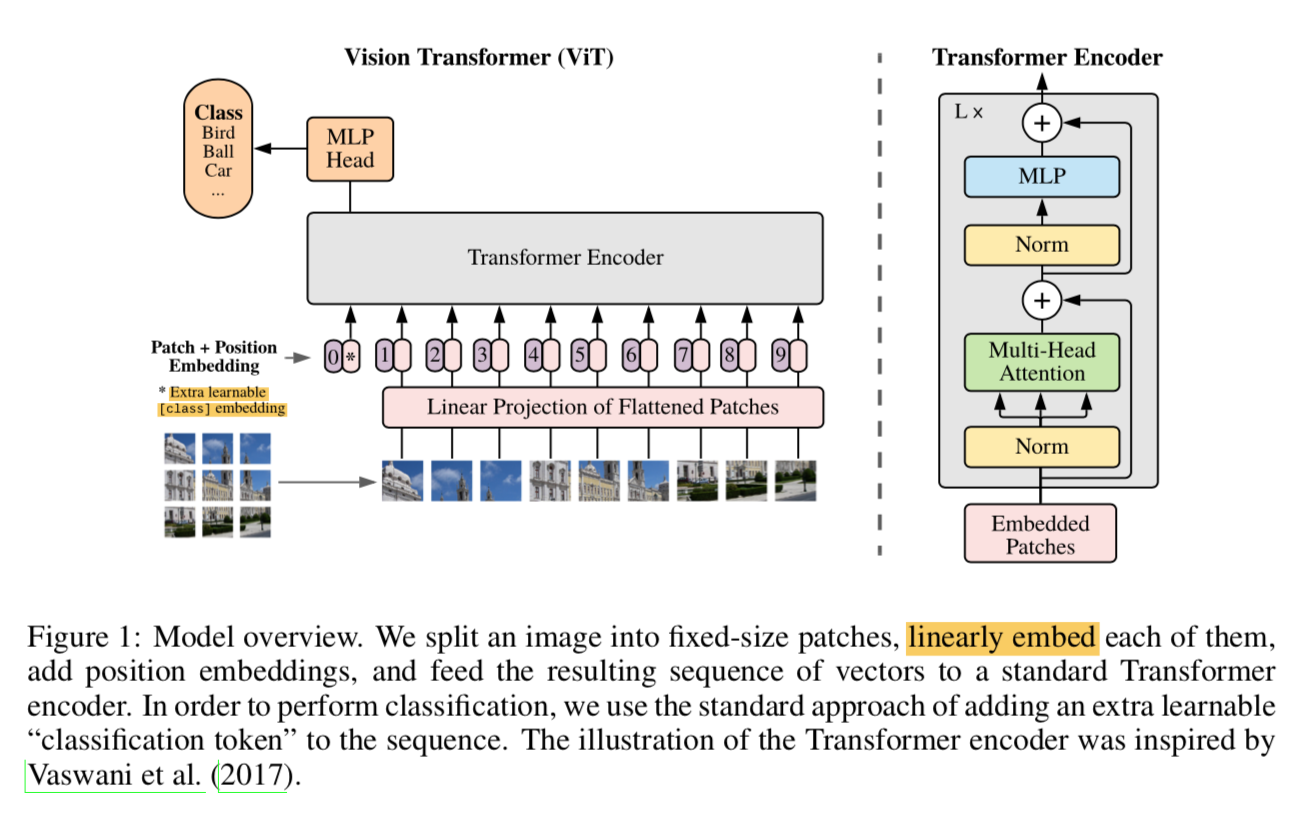 Vision Transformer (ViT)
Class
Bird
Ball
Car
...
MLP
Head
Transformer Encoder
Patch + Position
Embedding
* Extra learnable
[class] embedding
0 * 1 2 3 4 5 6 7 8 9
Linear Projection of Flattened Patches
Transformer Encoder
L ×
+
MLP
Norm
+
Multi-Head
Attention
Norm
Embedded
Patches
Figure 1: Model overview. We split an image into fixed-size patches, linearly embed each of them,
add position embeddings, and feed the resulting sequence of vectors to a standard Transformer
encoder. In order to perform classification, we use the standard approach of adding an extra learnable
“classification token” to the sequence. The illustration of the Transformer encoder was inspired by
Vaswani et al. (2017).